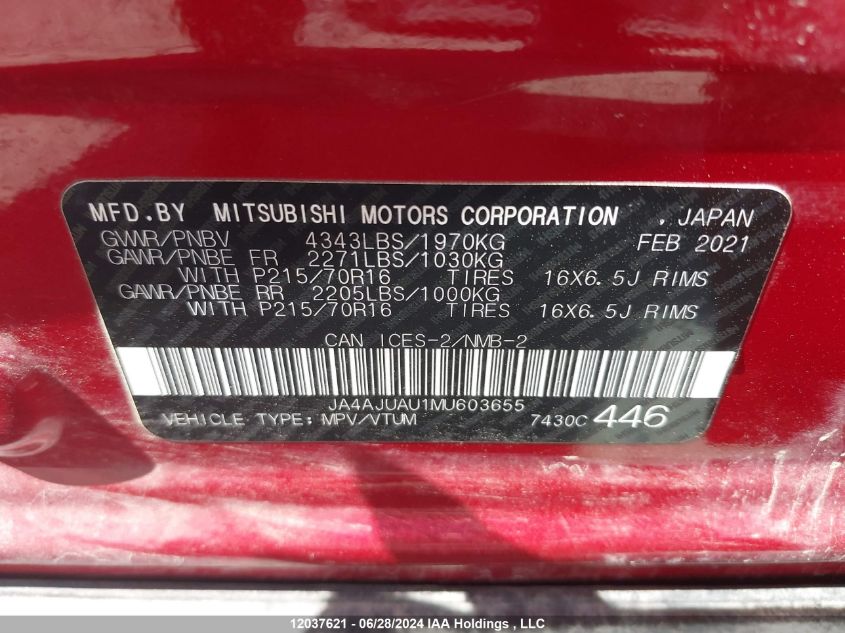 MFD.BY MITSUBISHI MOTORS CORPORATION , JAPAN
GVWR/PNBV 4343LBS/1970KG FEB 2021
GAWR/PNBE FR 2271LBS/1030KG
WITH P215/70R16 TIRES 16X6.5J RIMS
GAWR/PNBE RR 2205LBS/1000KG
WITH P215/70R16 TIRES 16X6.5J RIMS
CAN ICES-2/NMB-2
JA4AJUAU1MU603655
VEHICLE TYPE: MPV/VTUM 7430C 446
12037621 - 06/28/2024 IAA Holdings , LLC